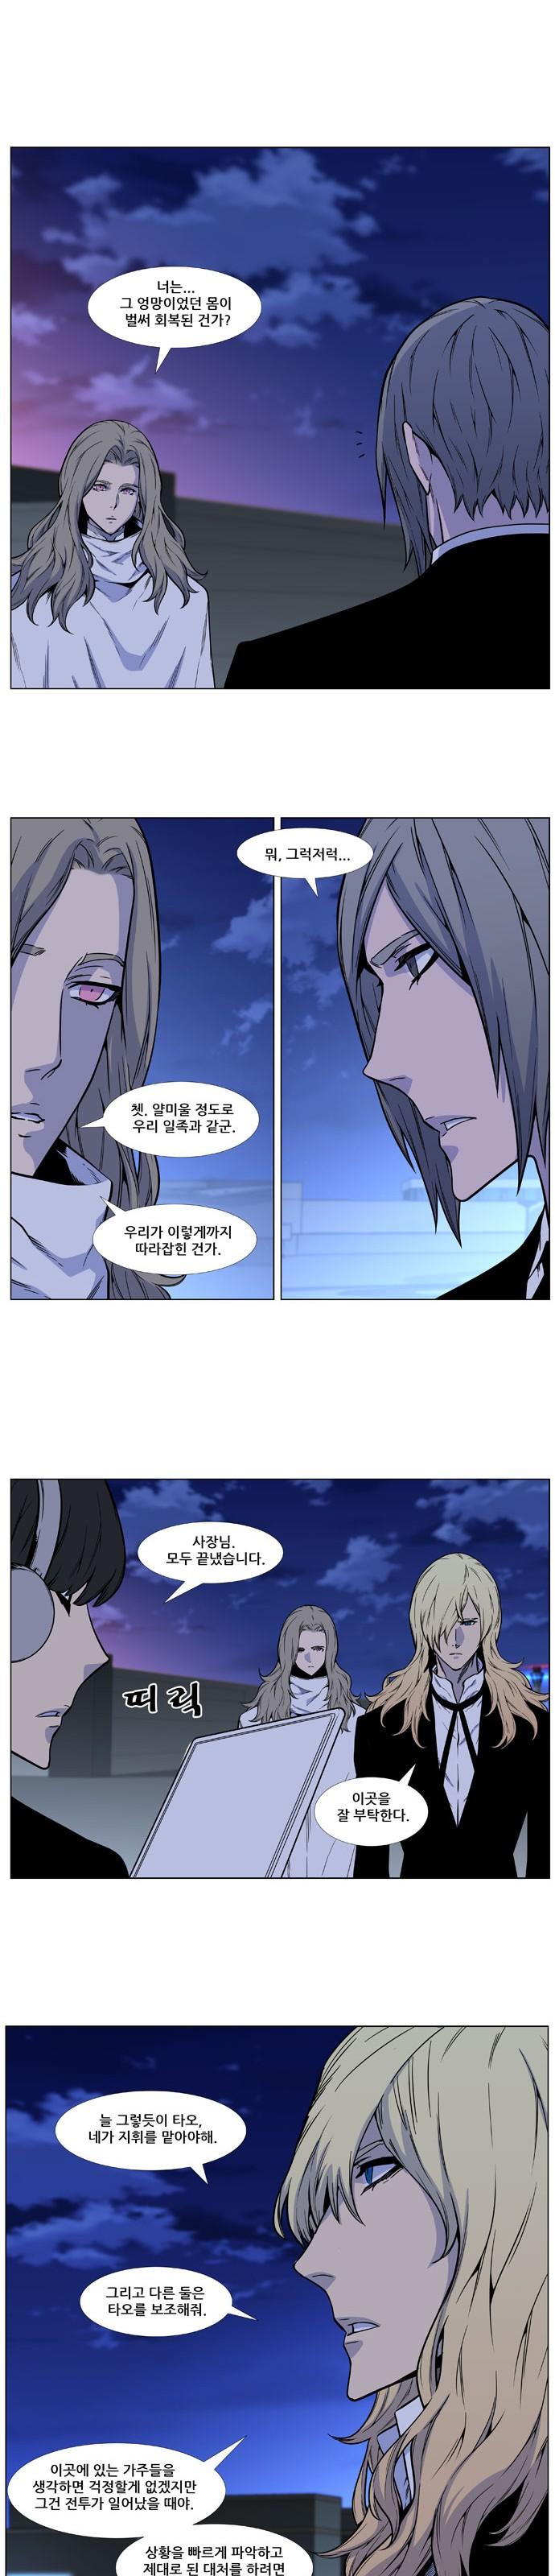 너는...
그 엉망이었던 몸이
벌써 회복된 건가?
뭐, 그럭저럭...
쳇. 얄미울 정도로
우리 일족과 같군.
우리가 이렇게까지
따라잡힌 건가.
사장님.
모두 끝냈습니다.
띠릭
이곳을
잘 부탁한다.
늘 그렇듯이 타오,
네가 지휘를 맡아야해.
그리고 다른 둘은
타오를 보조해줘.
이곳에 있는 가주들을
생각하면 걱정할게 없겠지만
그건 전투가 일어났을 때야.
상황을 빠르게 파악하고
제대로 된 대처를 하려면